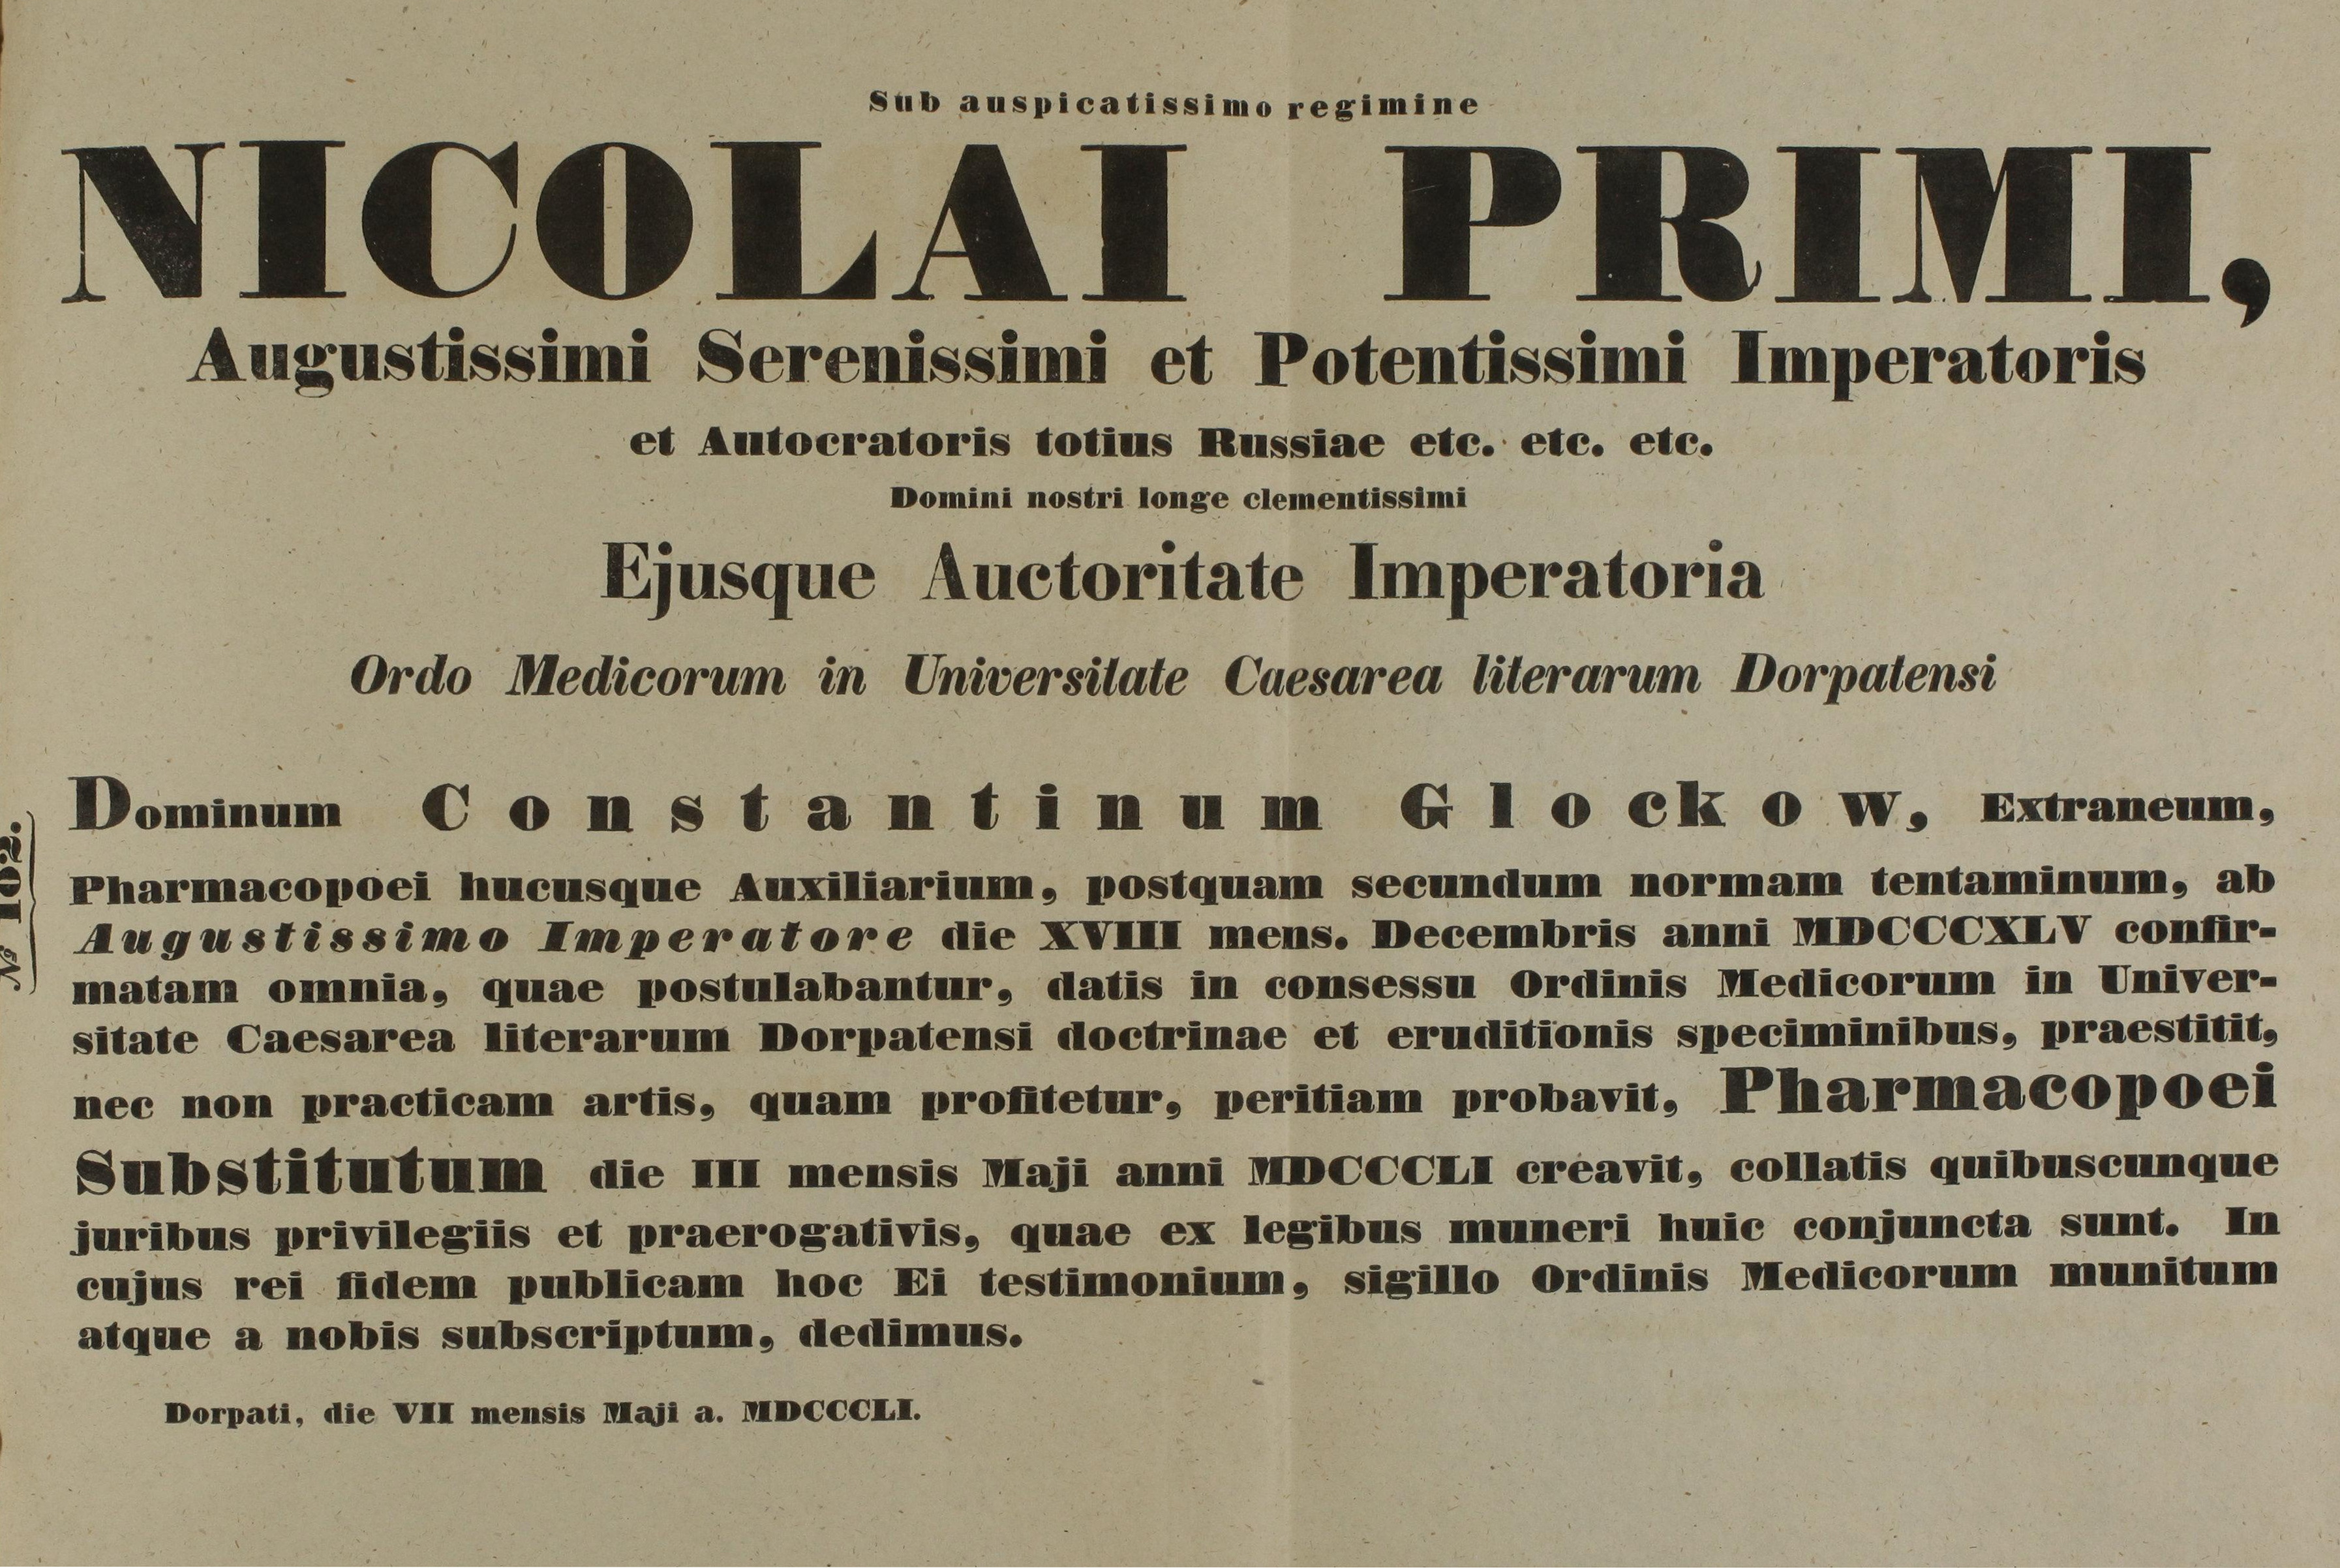 Sub auspicatissimo regimine
NICOLAI PRIMI,
Augustissimi Serenissimi et Potentissimi Imperatoris
et Autocratoris totius Russiae etc. etc. etc.
Domini nostri longe clementissimi
Ejusque Auctoritate Imperatoria
Ordo Medicorum in Universitate Caesarea literarum Dorpatensi
Dominum Constantinum Glockow, Extraneum,
Pharmacopoei hucusque Auxiliarium, postquam secundum normam tentaminum, ab
Augustissimo Imperatore die XVIII mens. Decembris anni MDCCCXLV confir-
matam omnia, quae postulabantur, datis in consessu Ordinis Medicorum in Univer-
sitate Caesarea literarum Dorpatensi doctrinae et eruditionis speciminibus, praestitit,
nec non practicam artis, quam profitetur, peritiam probavit, Pharmacopoei
Substitutum die III mensis Maji anni MDCCCLI creavit, collatis quibuscunque
juribus privilegiis et praerogativis, quae ex legibus muneri huic conjuncta sunt. In
cujus rei fidem publicam hoc Ei testimonium, sigillo Ordinis Medicorum munitum
atque a nobis subscriptum, dedimus.
Dorpati, die VII mensis Maji a. MDCCCLI.
№ 102.